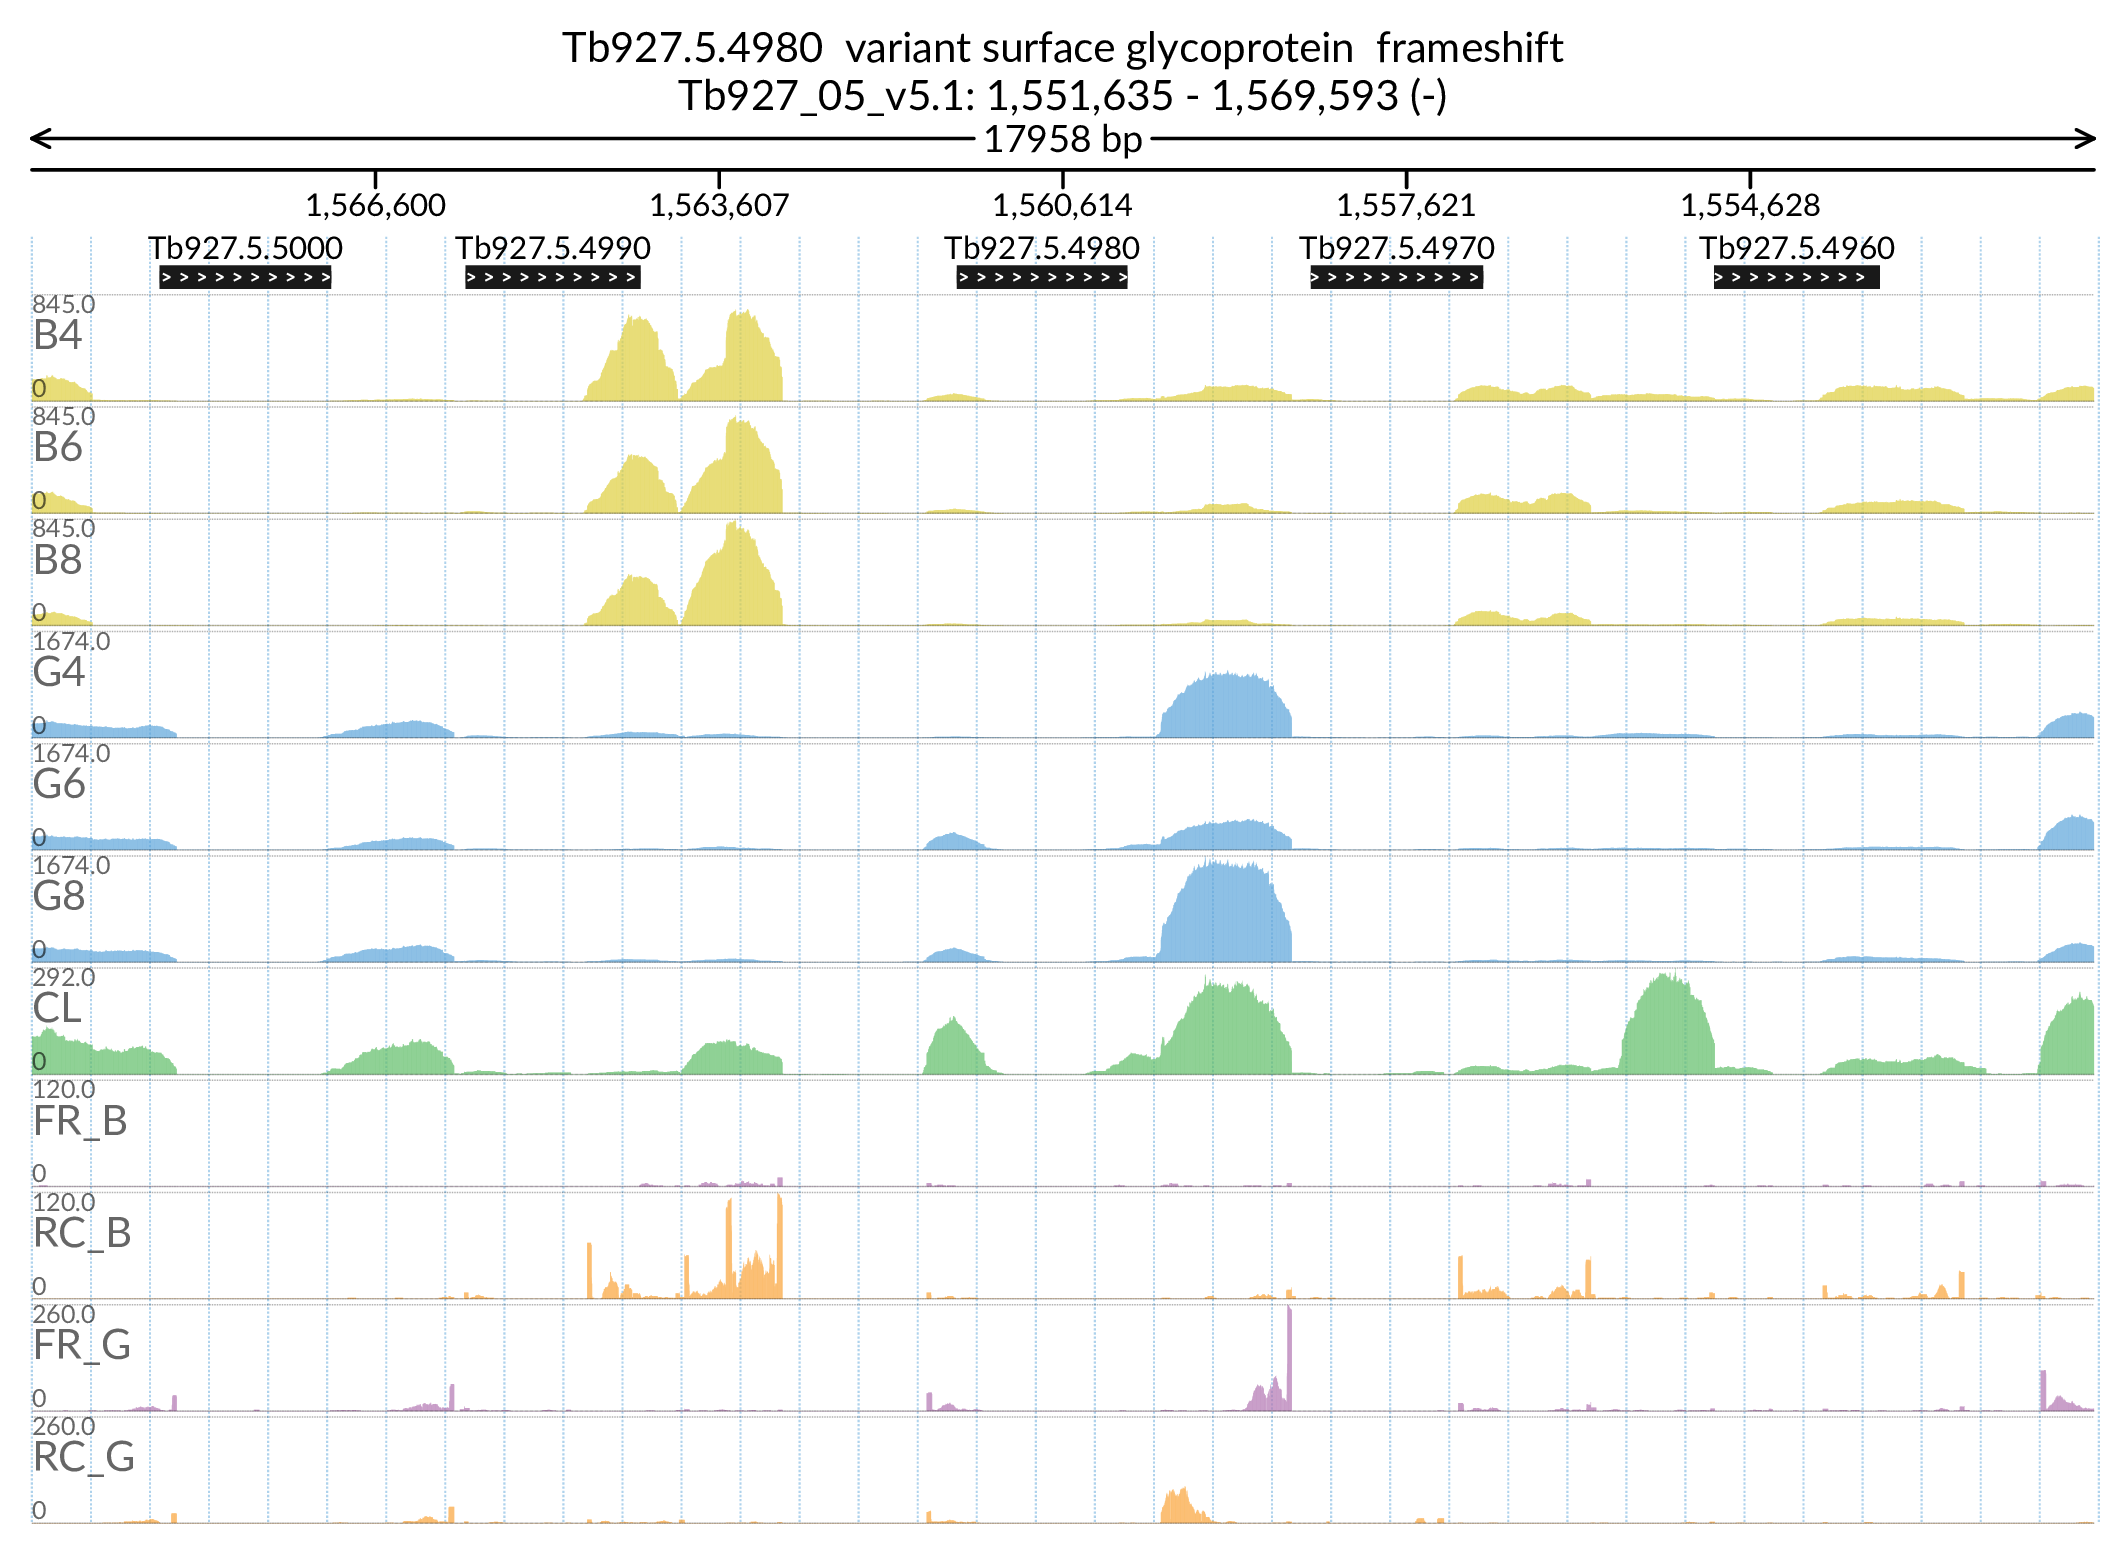 Tb927.5.4980  variant surface glycoprotein  frameshift
Tb927_05_v5.1: 1,551,635 - 1,569,593 (-)
17958 bp
1,566,600 1,563,607 1,560,614 1,557,621 1,554,628
Tb927.5.5000 Tb927.5.4990 Tb927.5.4980 Tb927.5.4970 Tb927.5.4960
845.0
B4
0
845.0
B6
0
845.0
B8
0
1674.0
G4
0
1674.0
G6
0
1674.0
G8
0
292.0
CL
0
120.0
FR_B
0
120.0
RC_B
0
260.0
FR_G
0
260.0
RC_G
0